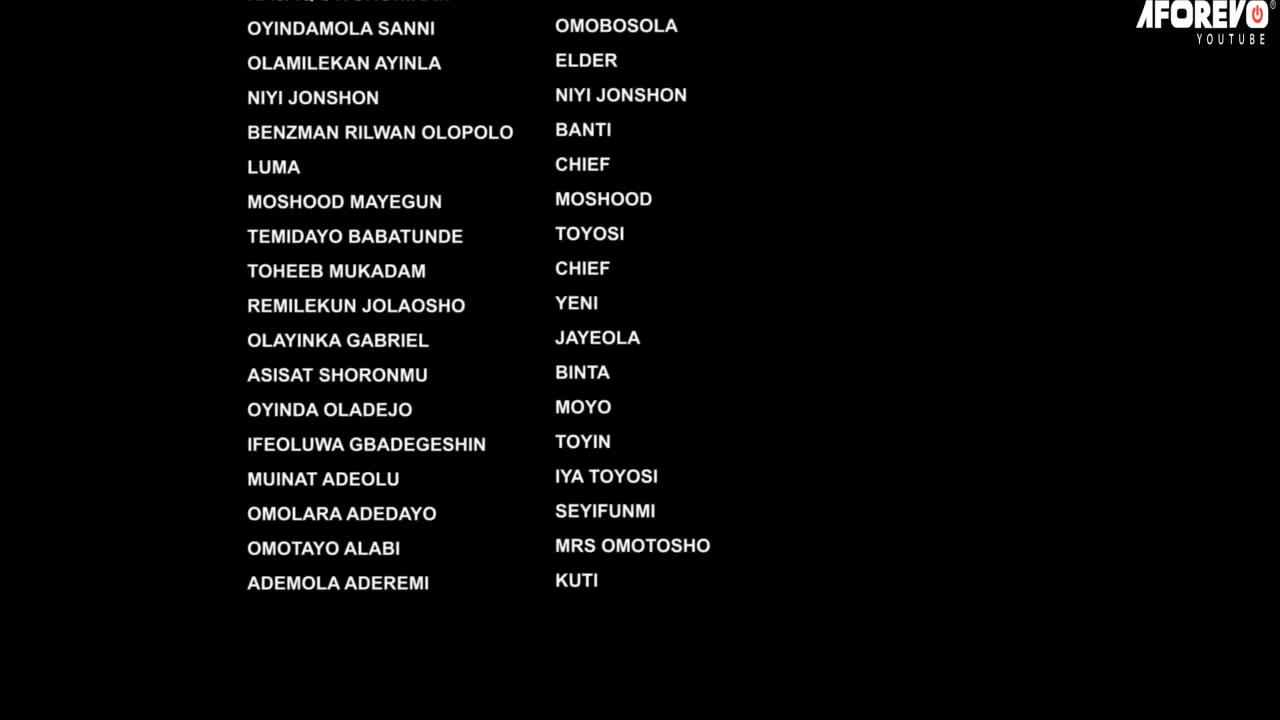 AFOREVO
YOUTUBE
OYINDAMOLA SANNI OMOBOSOLA
OLAMILEKAN AYINLA ELDER
NIYI JONSHON NIYI JONSHON
BENZMAN RILWAN OLOPOLO BANTI
LUMA CHIEF
MOSHOOD MAYEGUN MOSHOOD
TEMIDAYO BABATUNDE TOYOSI
TOHEEB MUKADAM CHIEF
REMILEKUN JOLAOSHO YENI
OLAYINKA GABRIEL JAYEOLA
ASISAT SHORONMU BINTA
OYINDA OLADEJO MOYO
IFEOLUWA GBADEGESHIN TOYIN
MUINAT ADEOLU IYA TOYOSI
OMOLARA ADEDAYO SEYIFUNMI
OMOTAYO ALABI MRS OMOTOSHO
ADEMOLA ADEREMI KUTI